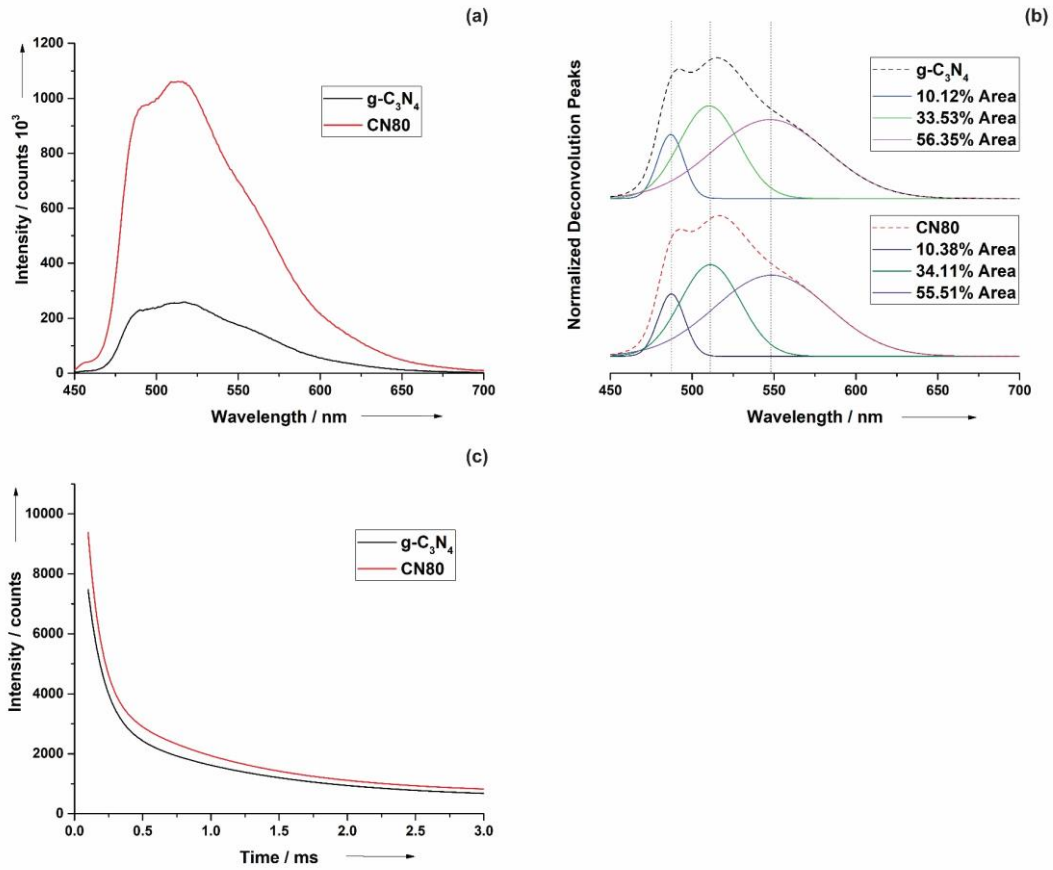 (a)
1200
1000
800
600
400
200
0
Intensity / counts 10³
g-C₃N₄
CN80
450 500 550 600 650 700
Wavelength / nm
(b)
Normalized Deconvolution Peaks
g-C₃N₄
10.12% Area
33.53% Area
56.35% Area
CN80
10.38% Area
34.11% Area
55.51% Area
450 500 550 600 650 700
Wavelength / nm
(c)
10000
8000
6000
4000
2000
0
Intensity / counts
g-C₃N₄
CN80
0.0 0.5 1.0 1.5 2.0 2.5 3.0
Time / ms